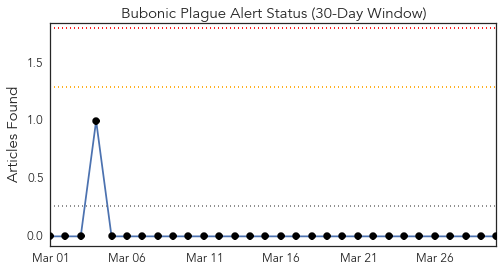 Bubonic Plague Alert Status (30-Day Window)
Articles Found
1.5
1.0
0.5
0.0
Mar 01 Mar 06 Mar 11 Mar 16 Mar 21 Mar 26